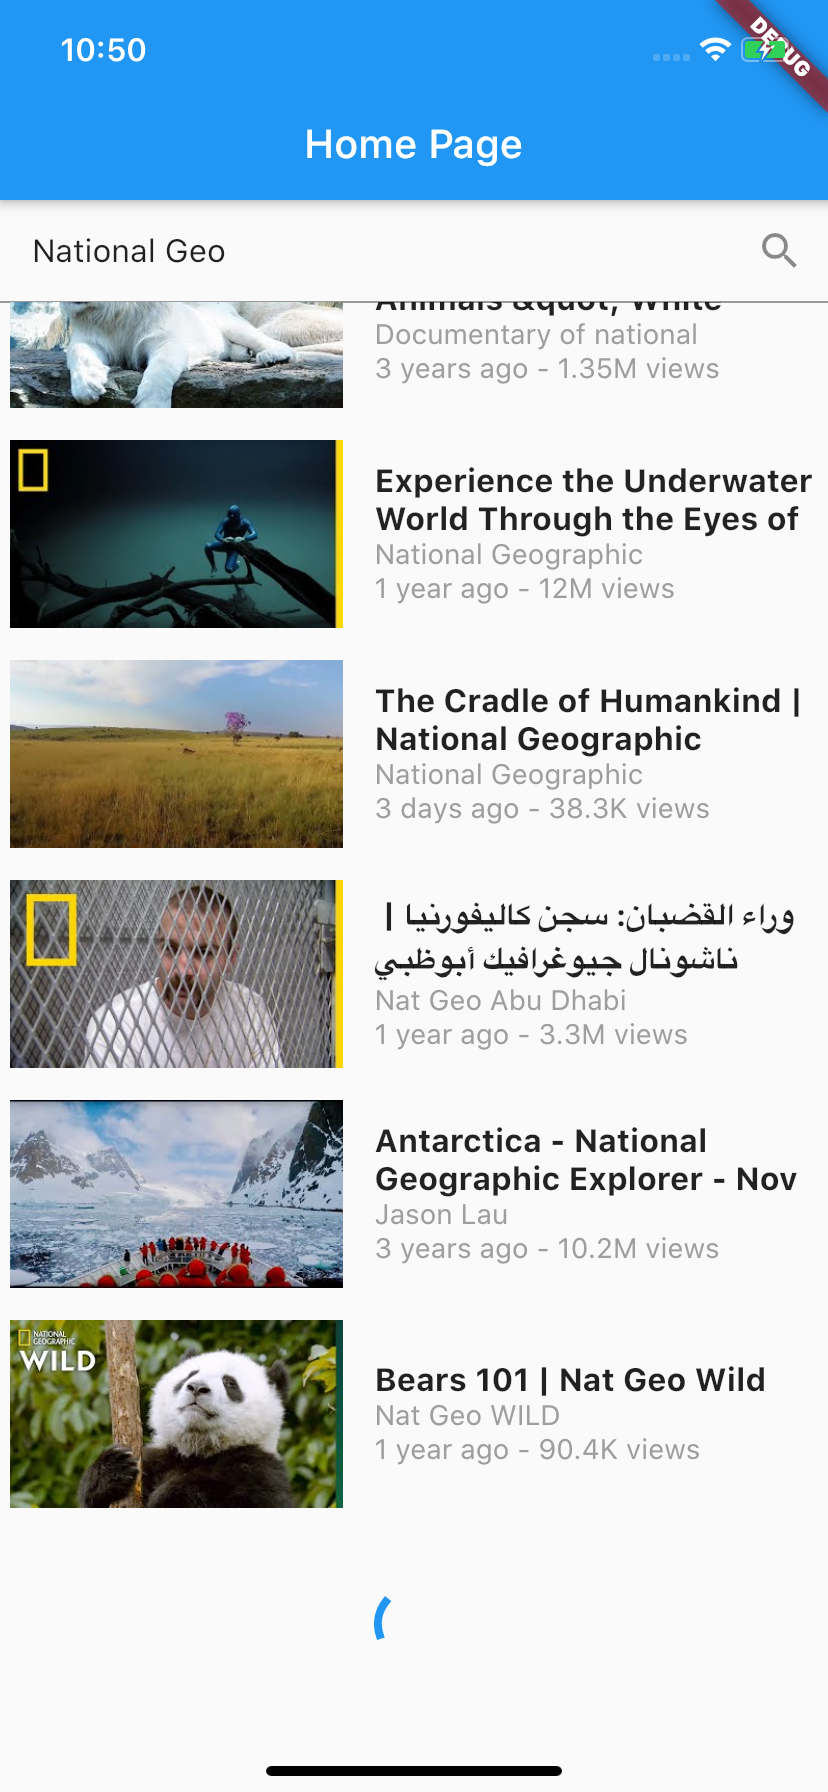 10:50
DEBUG
Home Page
National Geo
Animals &quot; White
Documentary of national
3 years ago - 1.35M views
Experience the Underwater
World Through the Eyes of
National Geographic
1 year ago - 12M views
The Cradle of Humankind |
National Geographic
National Geographic
3 days ago - 38.3K views
وراء القضبان: سجن كاليفورنيا |
ناشونال جيوغرافيك أبوظبي
Nat Geo Abu Dhabi
1 year ago - 3.3M views
Antarctica - National
Geographic Explorer - Nov
Jason Lau
3 years ago - 10.2M views
NATIONAL
GEOGRAPHIC
WILD
Bears 101 | Nat Geo Wild
Nat Geo WILD
1 year ago - 90.4K views